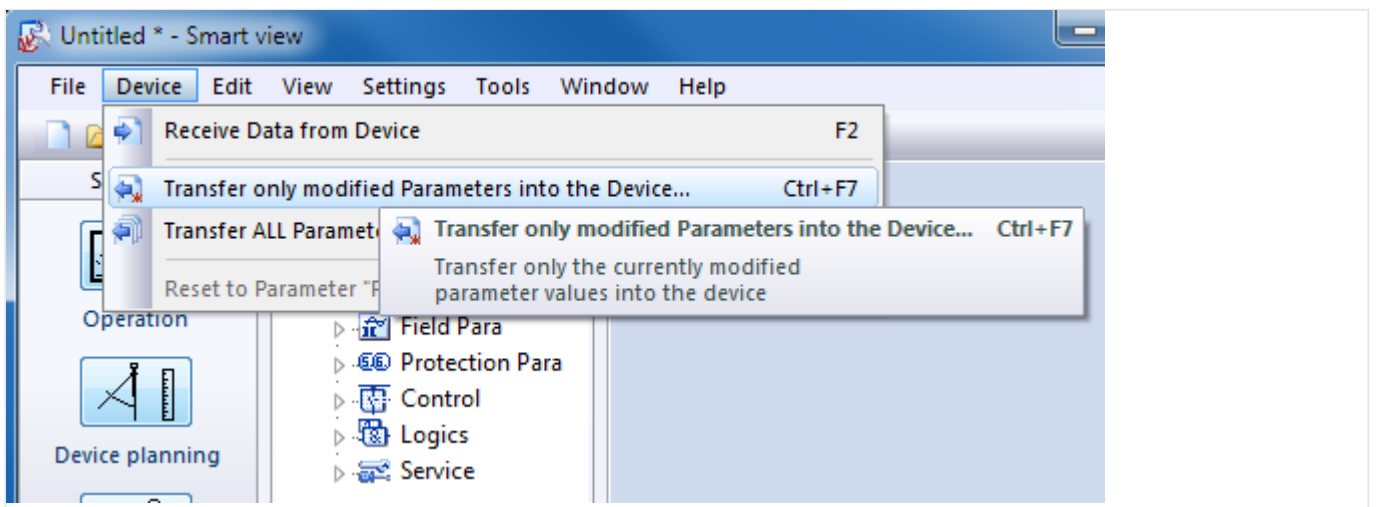 Untitled * - Smart view
File Device Edit View Settings Tools Window Help
Receive Data from Device F2
S
Transfer only modified Parameters into the Device... Ctrl+F7
Transfer ALL Paramet
Transfer only modified Parameters into the Device... Ctrl+F7
Transfer only the currently modified
parameter values into the device
Reset to Parameter "F
Operation
Field Para
Protection Para
Control
Logics
Device planning
Service